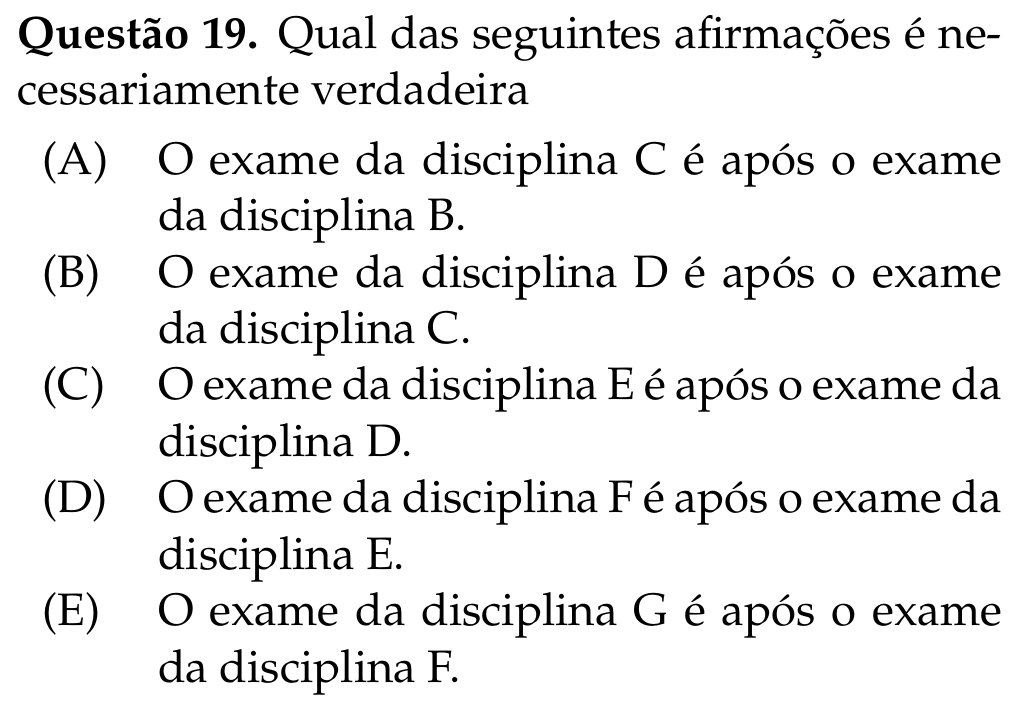 Questão 19. Qual das seguintes afirmações é ne-
cessariamente verdadeira
(A) O exame da disciplina C é após o exame
da disciplina B.
(B) O exame da disciplina D é após o exame
da disciplina C.
(C) O exame da disciplina E é após o exame da
disciplina D.
(D) O exame da disciplina F é após o exame da
disciplina E.
(E) O exame da disciplina G é após o exame
da disciplina F.